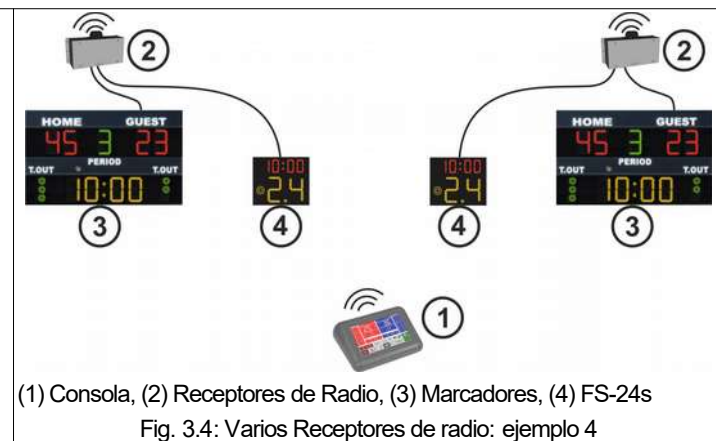 2
2
HOME GUEST
45 3 23
PERIOD
T.OUT T.OUT
10:00
3
10:00
2.4
4
10:00
2.4
4
HOME GUEST
45 3 23
PERIOD
T.OUT T.OUT
10:00
3
1
(1) Consola, (2) Receptores de Radio, (3) Marcadores, (4) FS-24s
Fig. 3.4: Varios Receptores de radio: ejemplo 4